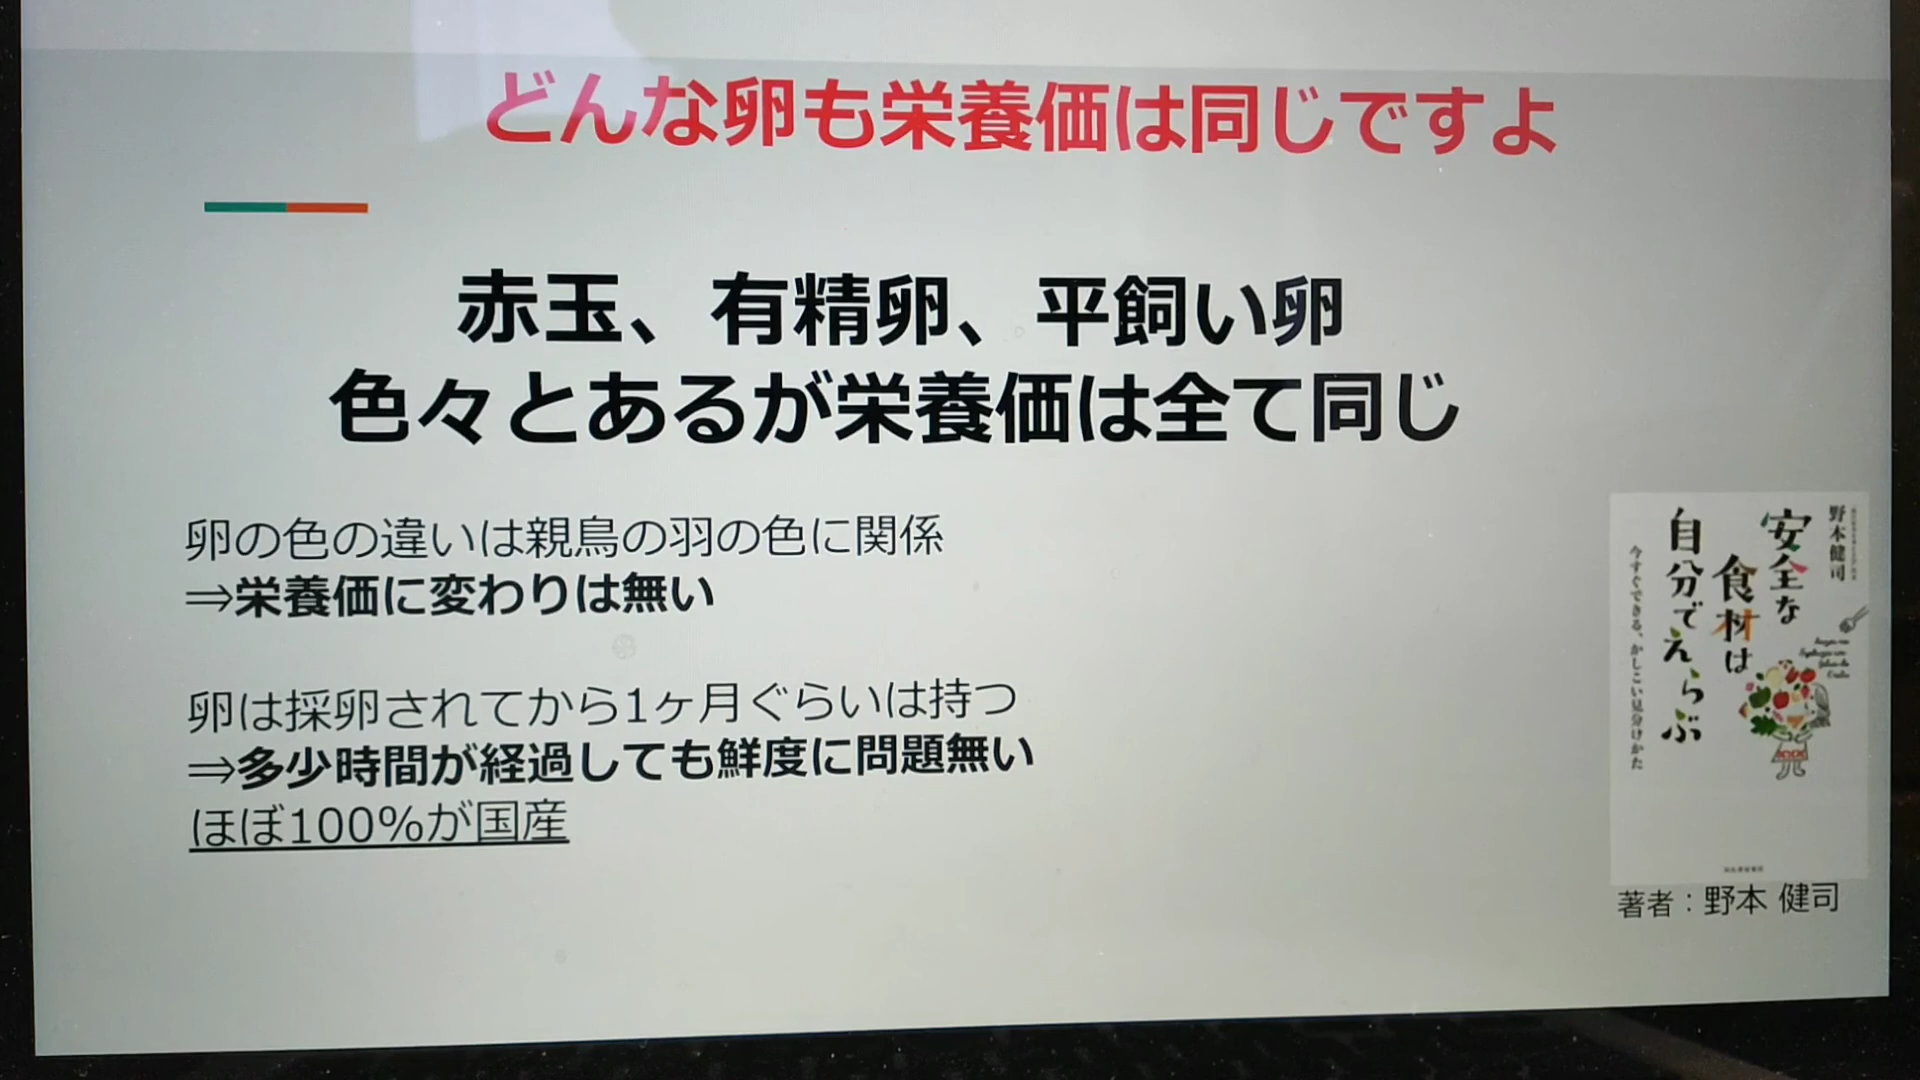 どんな卵も栄養価は同じですよ
赤玉、有精卵、平飼い卵
色々とあるが栄養価は全て同じ
卵の色の違いは親鳥の羽の色に関係
⇒栄養価に変わりは無い
卵は採卵されてから1ヶ月ぐらいは持つ
⇒多少時間が経過しても鮮度に問題無い
ほぼ100%が国産
野本健司
安全な
食材は
自分でえらぶ
今すぐできる、かしこい見分けかた
著者：野本 健司